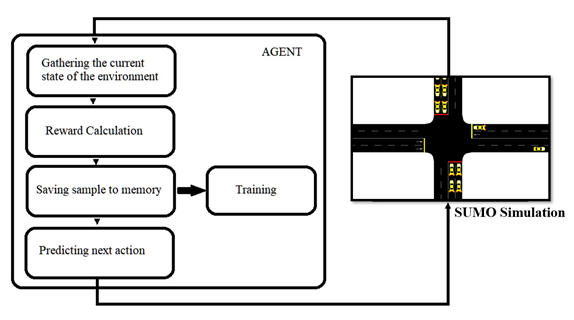 AGENT
Gathering the current
state of the environment
Reward Calculation
Saving sample to memory
Training
Predicting next action
SUMO Simulation